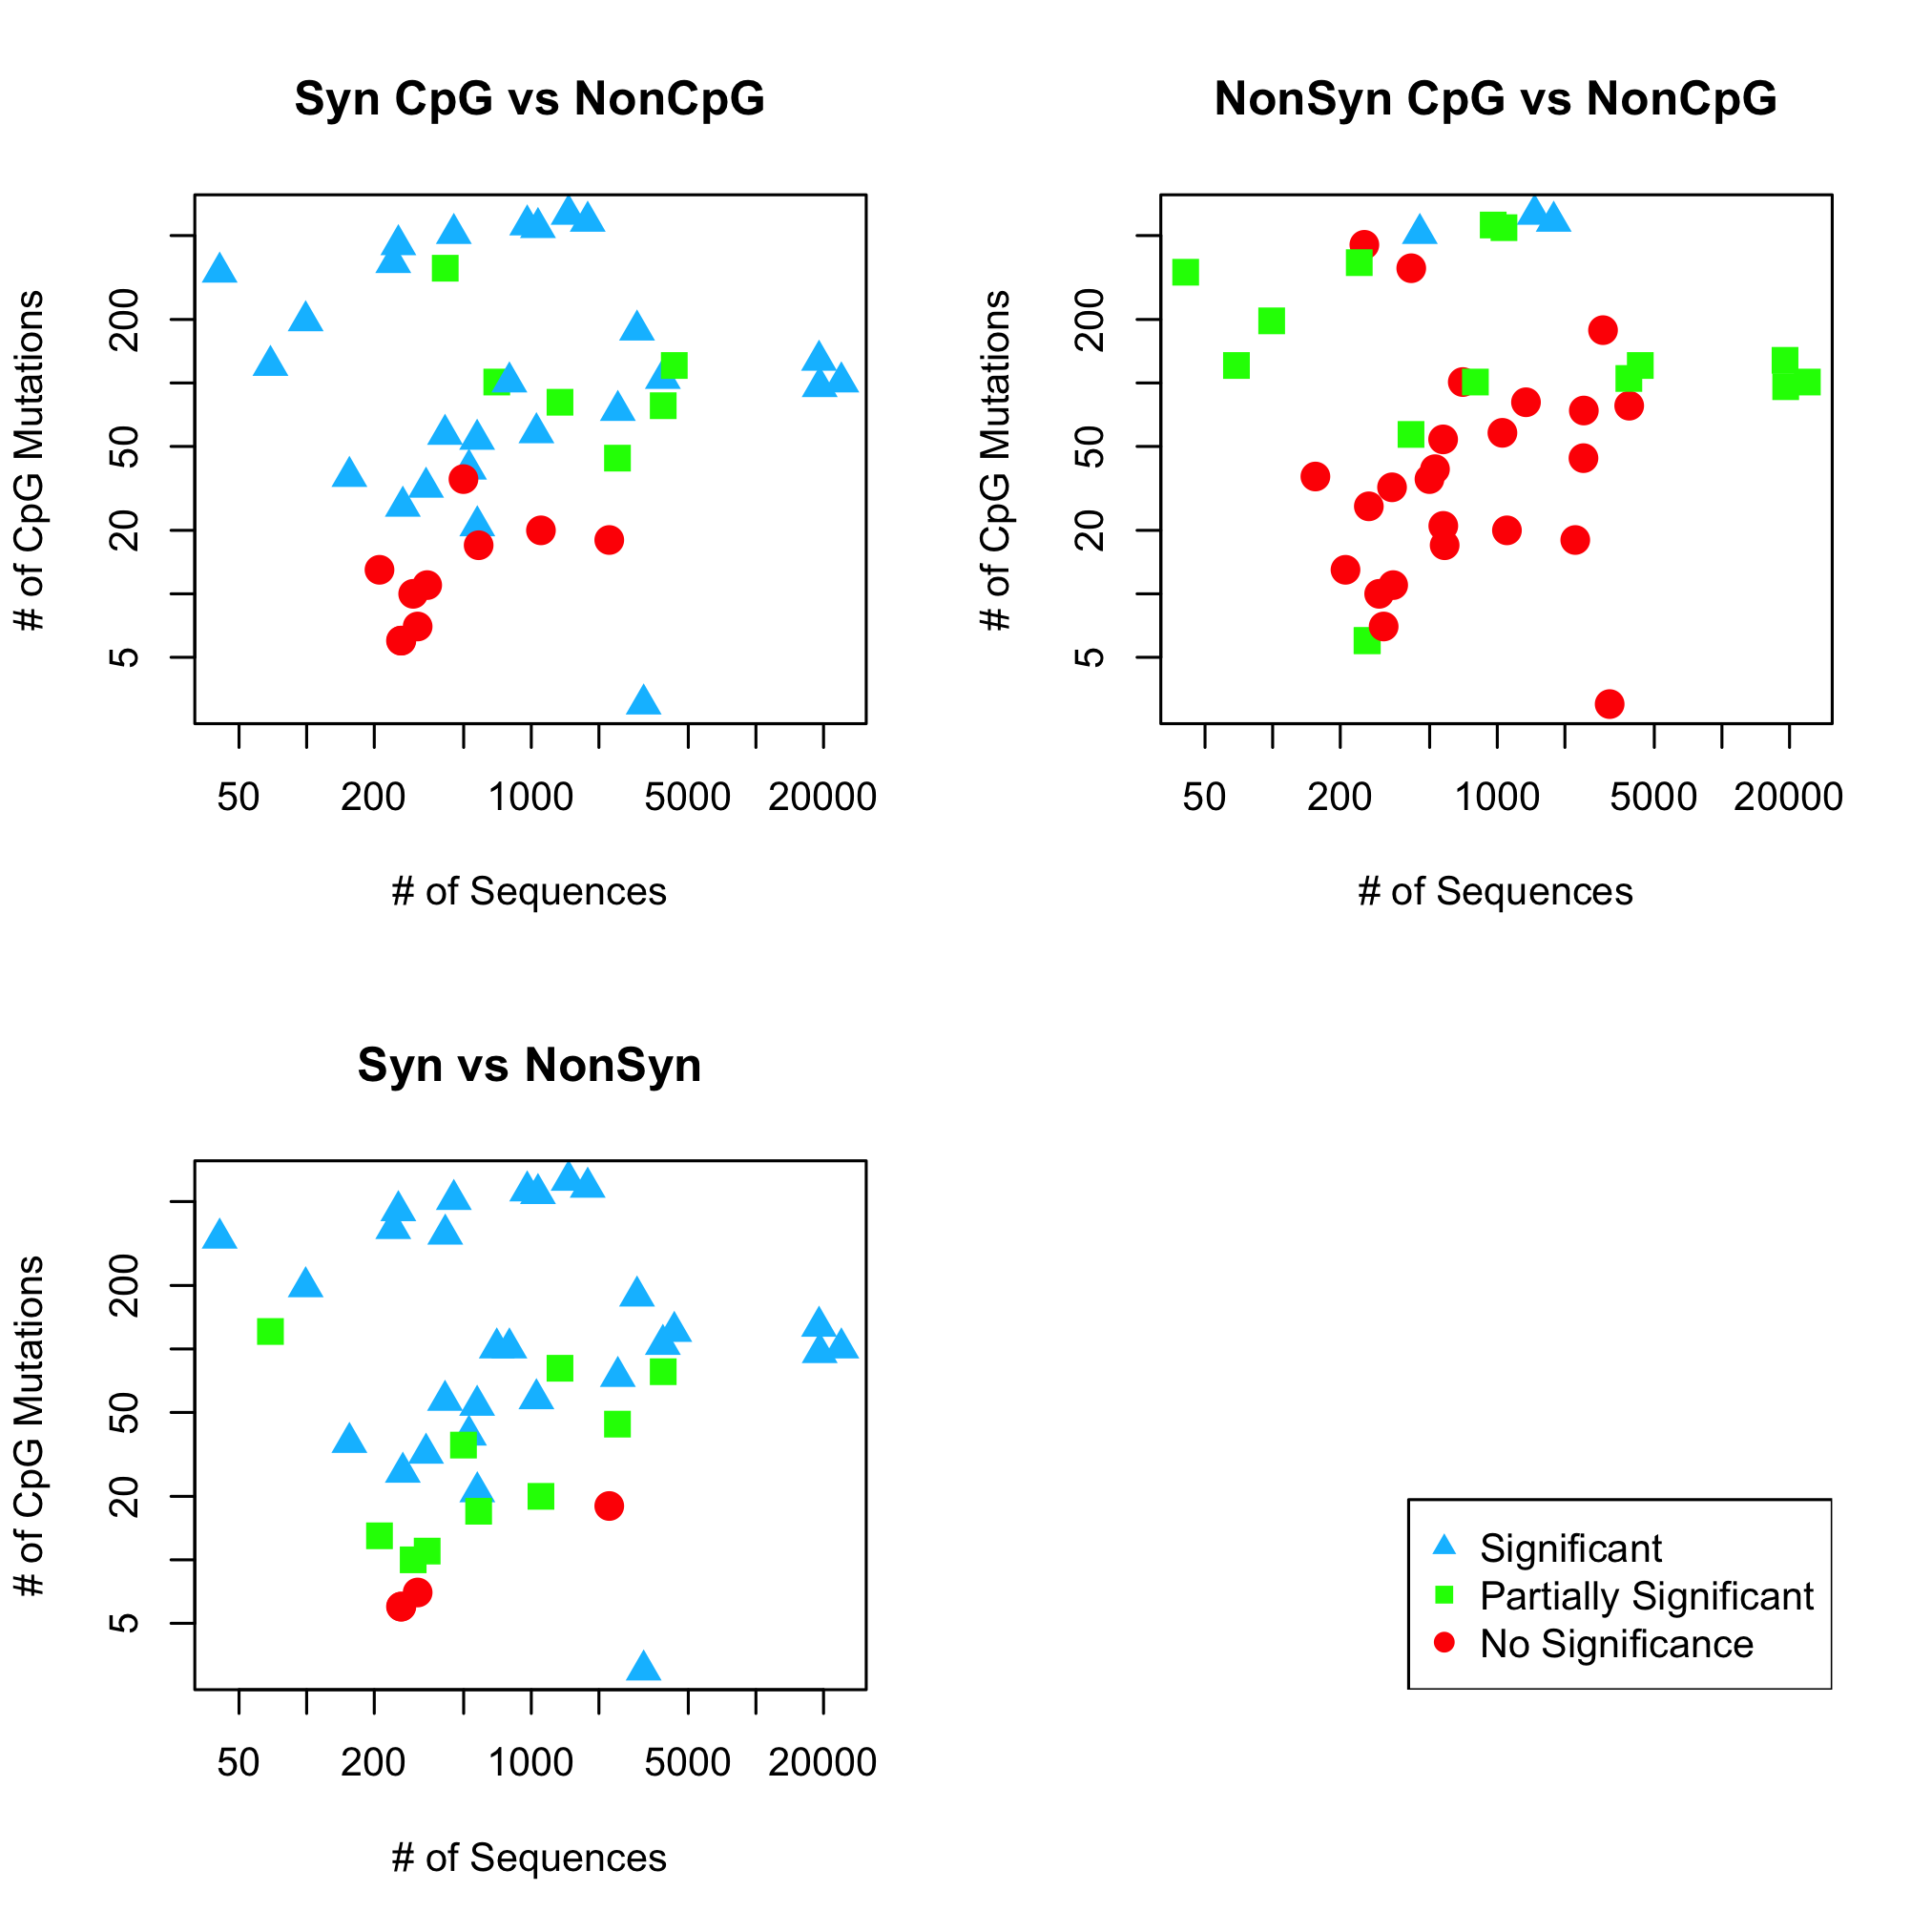 Syn CpG vs NonCpG
# of CpG Mutations
200
50
20
5
50 200 1000 5000 20000
# of Sequences
NonSyn CpG vs NonCpG
# of CpG Mutations
200
50
20
5
50 200 1000 5000 20000
# of Sequences
Syn vs NonSyn
# of CpG Mutations
200
50
20
5
50 200 1000 5000 20000
# of Sequences
Significant
Partially Significant
No Significance